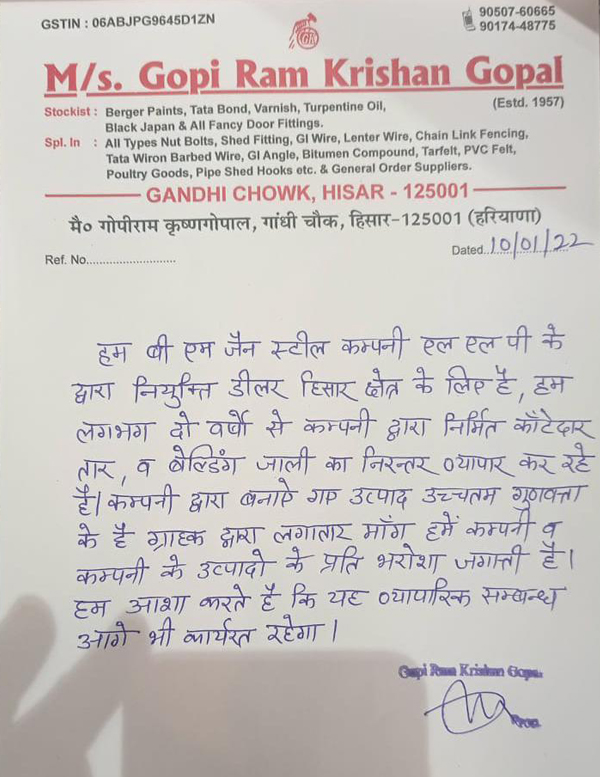 GSTIN : 06ABJPG9645D1ZN
90507-60665
90174-48775
M/s. Gopi Ram Krishan Gopal
(Estd. 1957)
Stockist : Berger Paints, Tata Bond, Varnish, Turpentine Oil,
Black Japan & All Fancy Door Fittings.
Spl. In : All Types Nut Bolts, Shed Fitting, GI Wire, Lenter Wire, Chain Link Fencing,
Tata Wiron Barbed Wire, GI Angle, Bitumen Compound, Tarfelt, PVC Felt,
Poultry Goods, Pipe Shed Hooks etc. & General Order Suppliers.
GANDHI CHOWK, HISAR - 125001
मै० गोपीराम कृष्णगोपाल, गांधी चौक, हिसार-125001 (हरियाणा)
Ref. No..........................
Dated..10/01/22
हम बी एम जैन स्टील कम्पनी एल एल पी के
द्वारा नियुक्ति डीलर हिसार क्षेत्र के लिए है, हम
लगभग दो वर्षो से कम्पनी द्वारा निर्मित काँटेदार
तार, व बेल्डिंग जाली का निरन्तर व्यापार कर रहे
है। कम्पनी द्वारा बनाऐ गए उत्पाद उच्चतम गुणवत्ता
के है ग्राहक द्वारा लगातार माँग हमें कम्पनी व
कम्पनी के उत्पादो के प्रति भरोशा जगाती है।
हम आशा करते है कि यह व्यापारिक सम्बन्ध
आगे भी कार्यरत रहेगा।
Gopi Ram Krishan Gopal